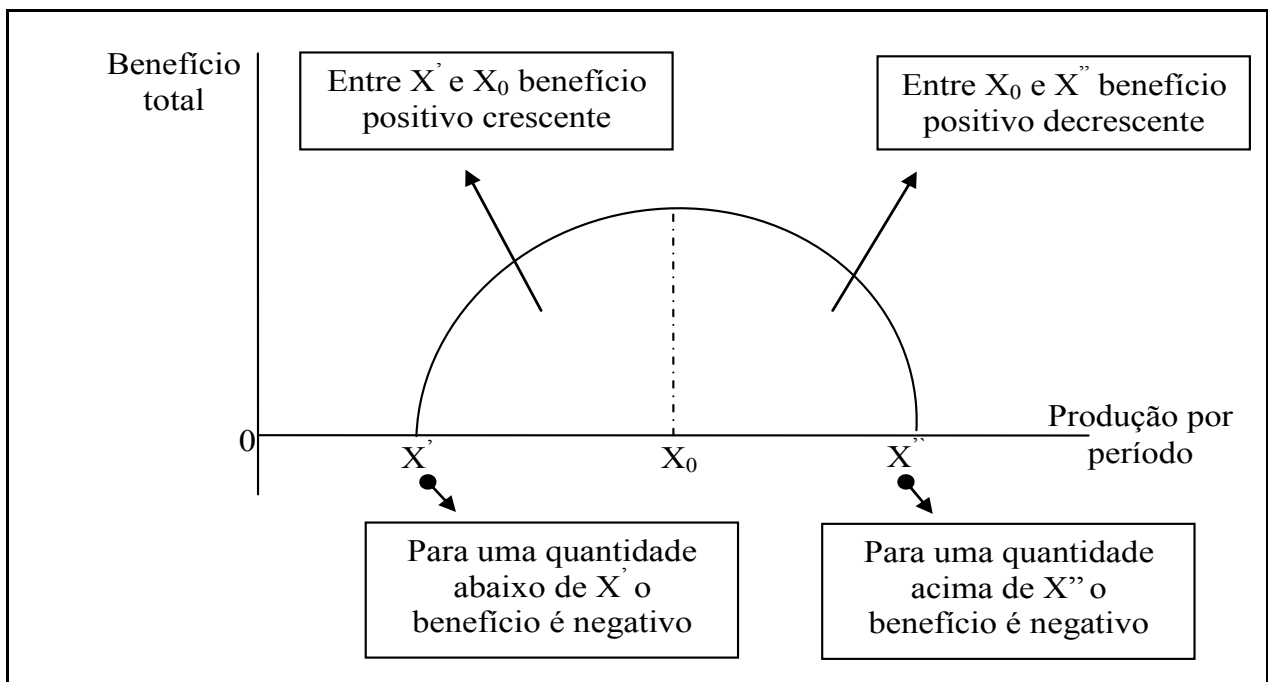 Benefício
total
Entre X' e X₀ benefício
positivo crescente
Entre X₀ e X'' benefício
positivo decrescente
0
X'
X₀
X''
Produção por
período
Para uma quantidade
abaixo de X' o
benefício é negativo
Para uma quantidade
acima de X” o
benefício é negativo